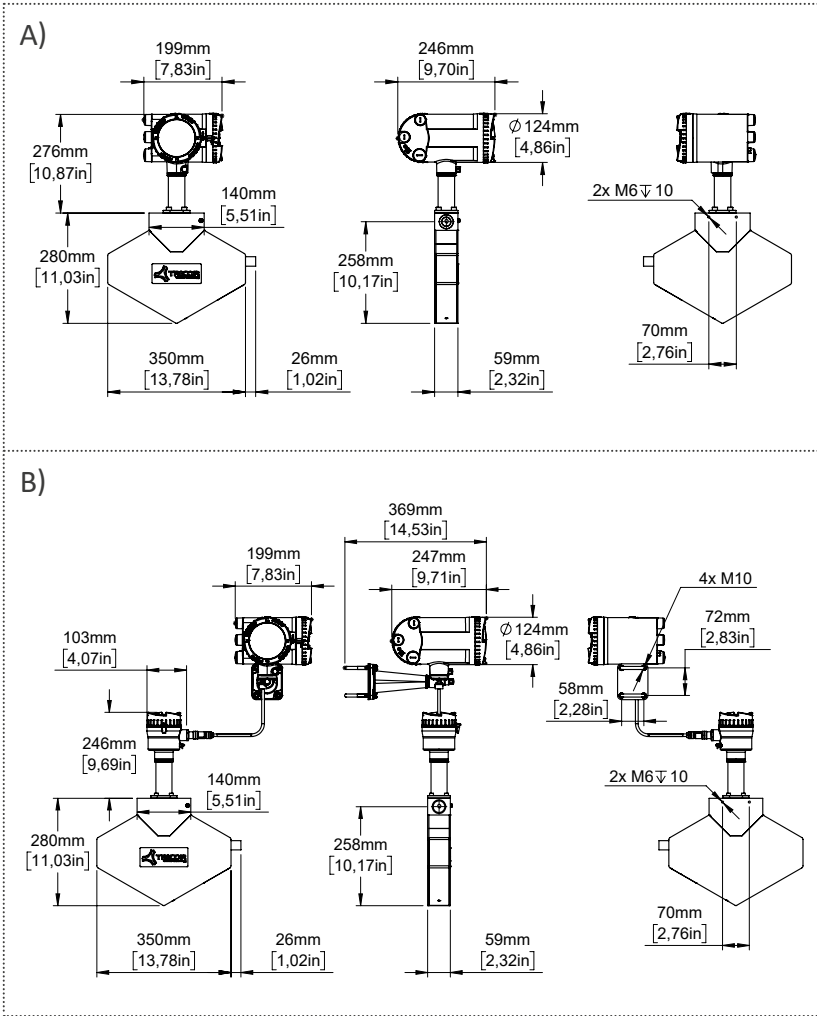 A)
199mm
[7,83in]
246mm
[9,70in]
276mm
[10,87in]
Ø 124mm
[4,86in]
140mm
[5,51in]
2x M6↧10
280mm
[11,03in]
258mm
[10,17in]
70mm
[2,76in]
350mm
[13,78in]
26mm
[1,02in]
59mm
[2,32in]
B)
369mm
[14,53in]
199mm
[7,83in]
247mm
[9,71in]
4x M10
103mm
[4,07in]
Ø 124mm
[4,86in]
72mm
[2,83in]
58mm
[2,28in]
246mm
[9,69in]
140mm
[5,51in]
2x M6↧10
280mm
[11,03in]
258mm
[10,17in]
350mm
[13,78in]
26mm
[1,02in]
59mm
[2,32in]
70mm
[2,76in]